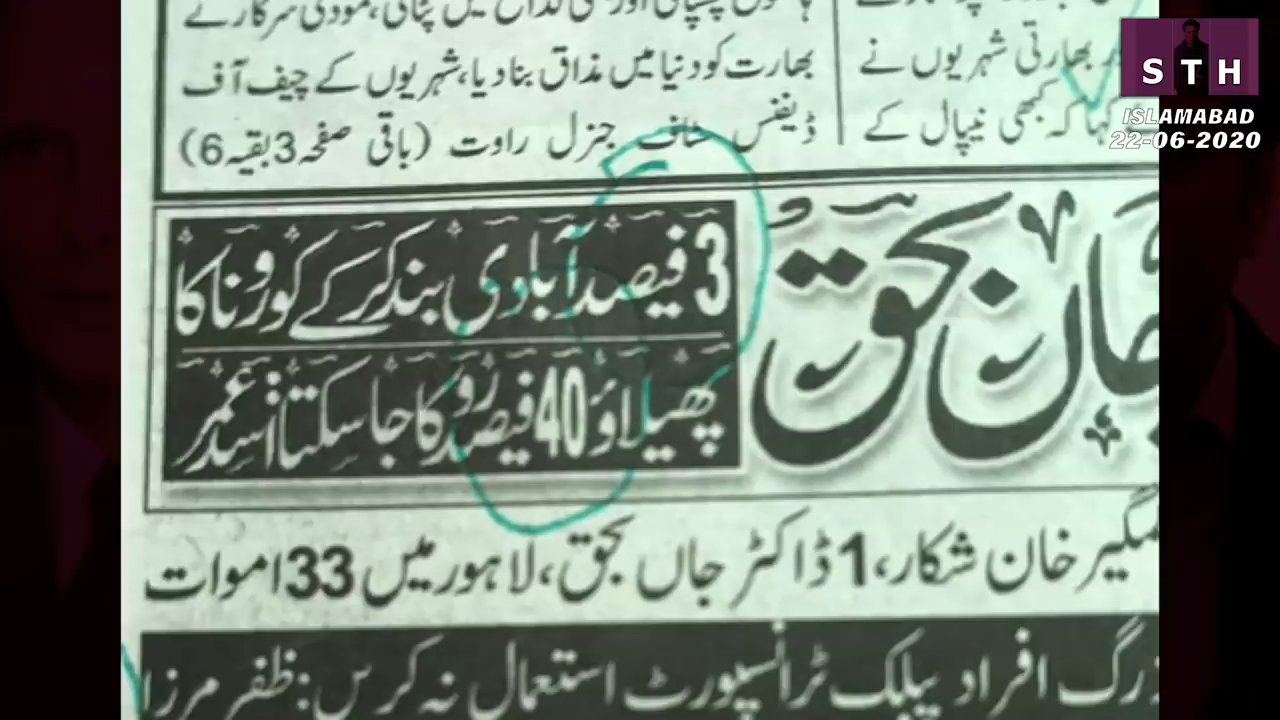 بھارت کو دنیا میں مذاق بنا دیا، شہریوں کے چیف آف
ڈیفنس سٹاف جنرل راوت (باقی صفحہ 3 بقیہ 6)
بھارتی شہریوں نے
کہا کہ کبھی نیپال کے
STH
ISLAMABAD
22-06-2020
جاں بحق
3 فیصد آبادی بند کر کے کورونا کا
پھیلاؤ 40 فیصد روکا جا سکتا، اسد عمر
خان شکار، 1 ڈاکٹر جاں بحق، لاہور میں 33 اموات
افراد پبلک ٹرانسپورٹ استعمال نہ کریں: ظفر مرزا